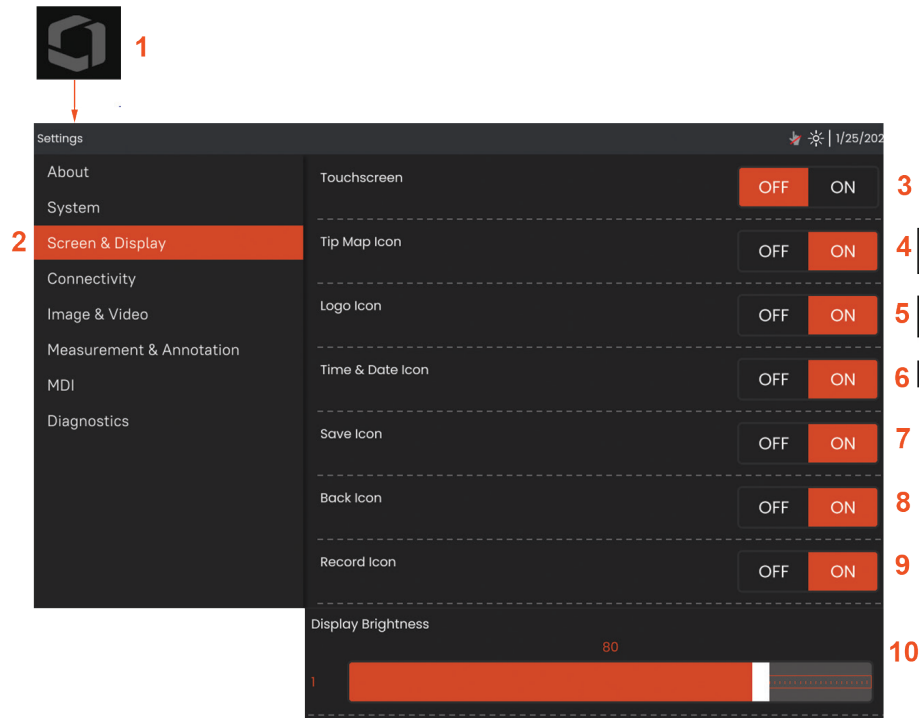 1
Settings 1/25/202
About
System
2 Screen & Display
Connectivity
Image & Video
Measurement & Annotation
MDI
Diagnostics
Touchscreen OFF ON 3
Tip Map Icon OFF ON 4
Logo Icon OFF ON 5
Time & Date Icon OFF ON 6
Save Icon OFF ON 7
Back Icon OFF ON 8
Record Icon OFF ON 9
Display Brightness
80 10
1